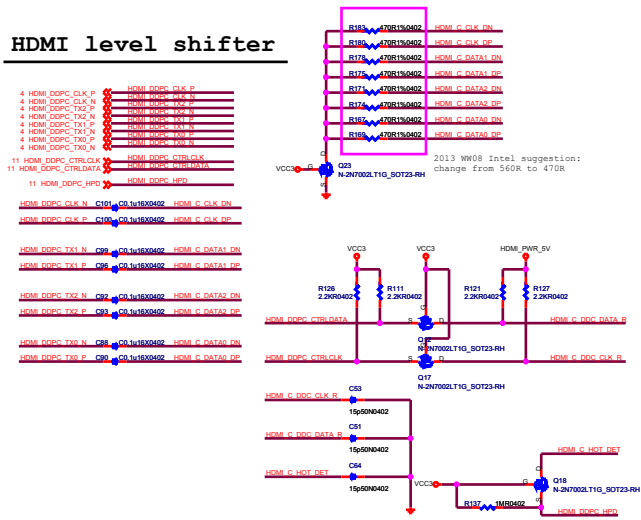 HDMI level shifter
R183 470R1%0402 HDMI_C_CLK_DN
R180 470R1%0402 HDMI_C_CLK_DP
R178 470R1%0402 HDMI_C_DATA1_DN
R175 470R1%0402 HDMI_C_DATA1_DP
R171 470R1%0402 HDMI_C_DATA2_DN
R174 470R1%0402 HDMI_C_DATA2_DP
R167 470R1%0402 HDMI_C_DATA0_DN
R169 470R1%0402 HDMI_C_DATA0_DP
2013 WW08 Intel suggestion:
change from 560R to 470R
VCC3 G D S Q23
N-2N7002LT1G_SOT23-RH
4 HDMI_DDPC_CLK_P HDMI_DDPC_CLK_P
4 HDMI_DDPC_CLK_N HDMI_DDPC_CLK_N
4 HDMI_DDPC_TX2_P HDMI_DDPC_TX2_P
4 HDMI_DDPC_TX2_N HDMI_DDPC_TX2_N
4 HDMI_DDPC_TX1_P HDMI_DDPC_TX1_P
4 HDMI_DDPC_TX1_N HDMI_DDPC_TX1_N
4 HDMI_DDPC_TX0_P HDMI_DDPC_TX0_P
4 HDMI_DDPC_TX0_N HDMI_DDPC_TX0_N
11 HDMI_DDPC_CTRLCLK HDMI_DDPC_CTRLCLK
11 HDMI_DDPC_CTRLDATA HDMI_DDPC_CTRLDATA
11 HDMI_DDPC_HPD HDMI_DDPC_HPD
HDMI_DDPC_CLK_N C101 C0.1u16X0402 HDMI_C_CLK_DN
HDMI_DDPC_CLK_P C100 C0.1u16X0402 HDMI_C_CLK_DP
HDMI_DDPC_TX1_N C99 C0.1u16X0402 HDMI_C_DATA1_DN
HDMI_DDPC_TX1_P C96 C0.1u16X0402 HDMI_C_DATA1_DP
HDMI_DDPC_TX2_N C92 C0.1u16X0402 HDMI_C_DATA2_DN
HDMI_DDPC_TX2_P C93 C0.1u16X0402 HDMI_C_DATA2_DP
HDMI_DDPC_TX0_N C88 C0.1u16X0402 HDMI_C_DATA0_DN
HDMI_DDPC_TX0_P C90 C0.1u16X0402 HDMI_C_DATA0_DP
VCC3 VCC3 HDMI_PWR_5V
R126 2.2KR0402
R111 2.2KR0402
R121 2.2KR0402
R127 2.2KR0402
HDMI_DDPC_CTRLDATA S G D HDMI_C_DDC_DATA_R
Q12
N-2N7002LT1G_SOT23-RH
HDMI_DDPC_CTRLCLK S G D HDMI_C_DDC_CLK_R
Q17
N-2N7002LT1G_SOT23-RH
HDMI_C_DDC_CLK_R C53
15p50N0402
HDMI_C_DDC_DATA_R C51
15p50N0402
HDMI_C_HOT_DET C64
15p50N0402
HDMI_C_HOT_DET
VCC3 G D S Q18
N-2N7002LT1G_SOT23-RH
R137 1MR0402
HDMI_DDPC_HPD